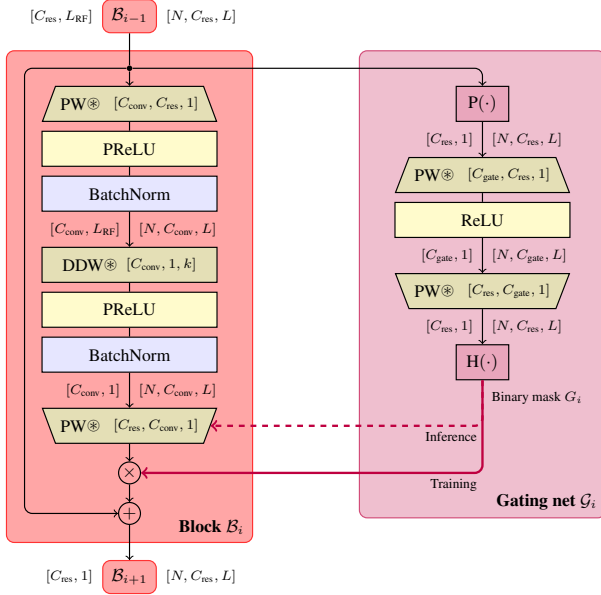 [C_res, L_RF] B_{i−1} [N, C_res, L]
PW⊛ [C_conv, C_res, 1]
PReLU
BatchNorm
[C_conv, L_RF] [N, C_conv, L]
DDW⊛ [C_conv, 1, k]
PReLU
BatchNorm
[C_conv, 1] [N, C_conv, L]
PW⊛ [C_res, C_conv, 1]
×
+
Block B_i
[C_res, 1] B_{i+1} [N, C_res, L]
P(·)
[C_res, 1] [N, C_res, L]
PW⊛ [C_gate, C_res, 1]
ReLU
[C_gate, 1] [N, C_gate, L]
PW⊛ [C_res, C_gate, 1]
[C_res, 1] [N, C_res, L]
H(·)
Binary mask G_i
Inference
Training
Gating net G_i